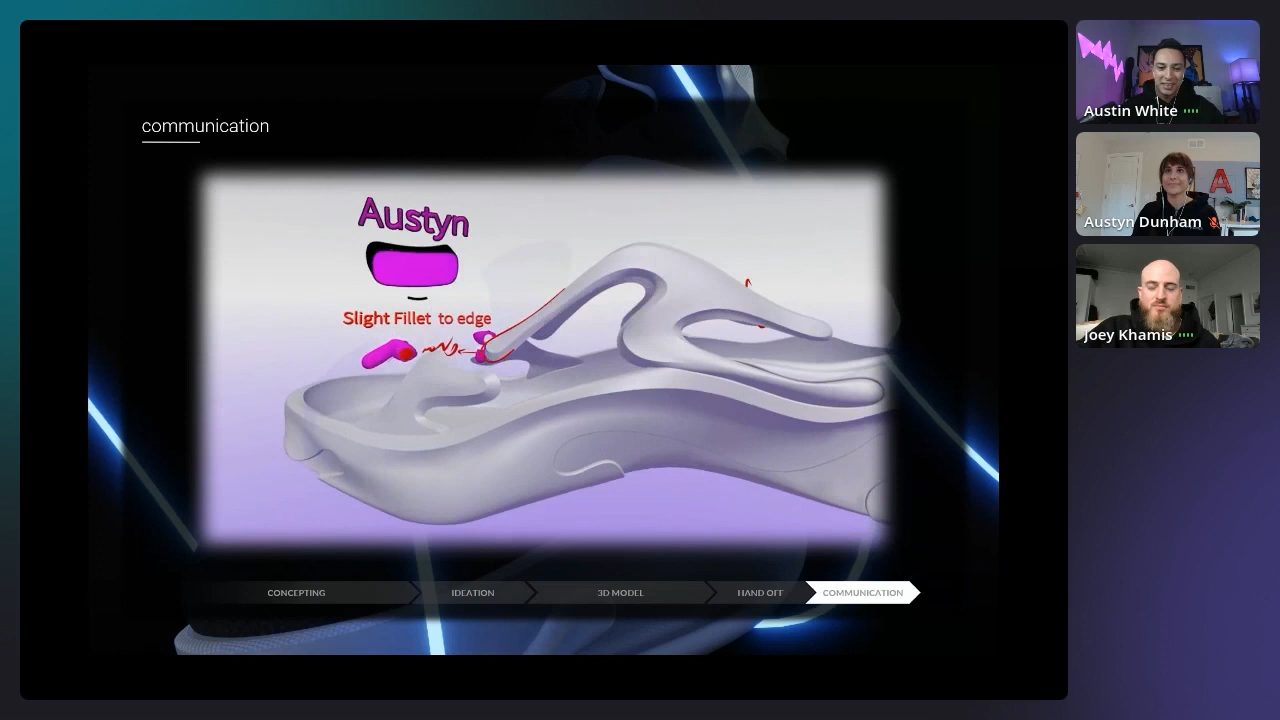 communication
Austyn
Slight Fillet to edge
CONCEPTING
IDEATION
3D MODEL
HAND OFF
COMMUNICATION
Austin White
Austyn Dunham
Joey Khamis